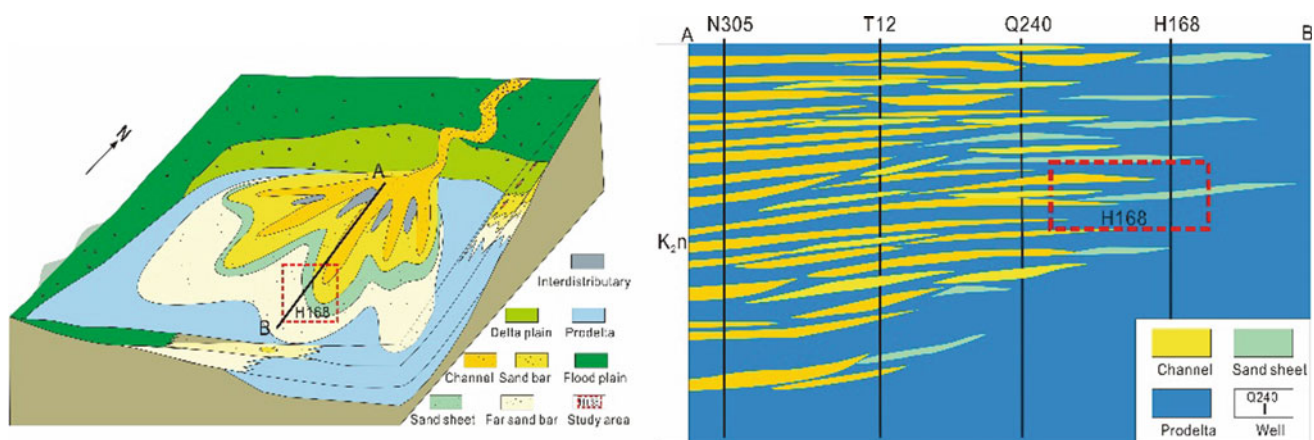 N
A
H168
B
Interdistributary
Delta plain
Prodelta
Channel
Sand bar
Flood plain
Sand sheet
Far sand bar
Study area
A
N305
T12
Q240
H168
B
H168
K₂n
Channel
Sand sheet
Q240
Prodelta
Well